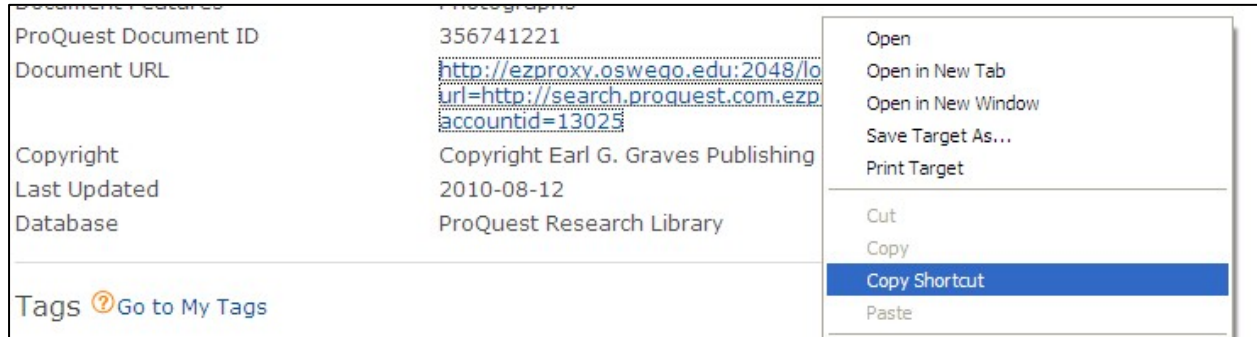 ProQuest Document ID 356741221
Document URL http://ezproxy.oswego.edu:2048/lo
url=http://search.proquest.com.ezp
accountid=13025
Copyright Copyright Earl G. Graves Publishing
Last Updated 2010-08-12
Database ProQuest Research Library
Tags ? Go to My Tags
Open
Open in New Tab
Open in New Window
Save Target As...
Print Target
Cut
Copy
Copy Shortcut
Paste